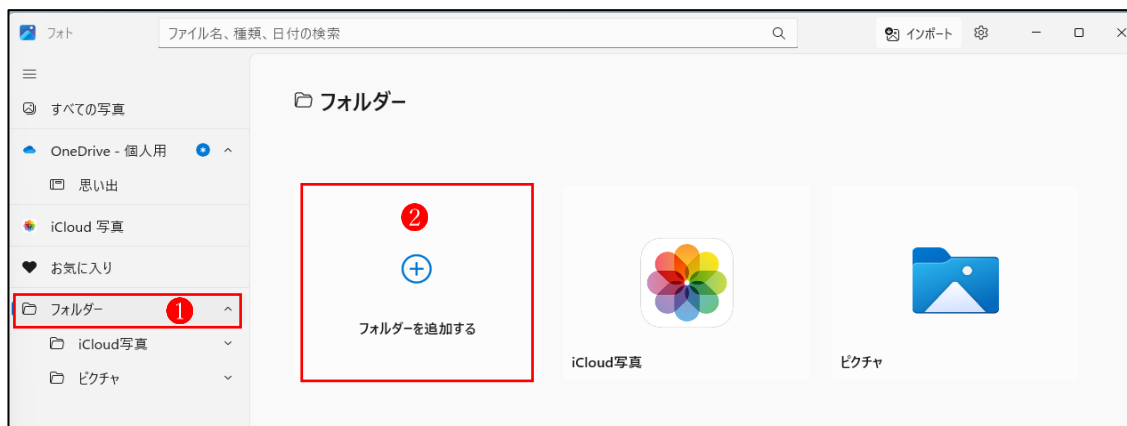 フォト
ファイル名、種類、日付の検索
インポート
すべての写真
OneDrive - 個人用
思い出
iCloud 写真
お気に入り
フォルダー
1
iCloud写真
ピクチャ
フォルダー
2
フォルダーを追加する
iCloud写真
ピクチャ